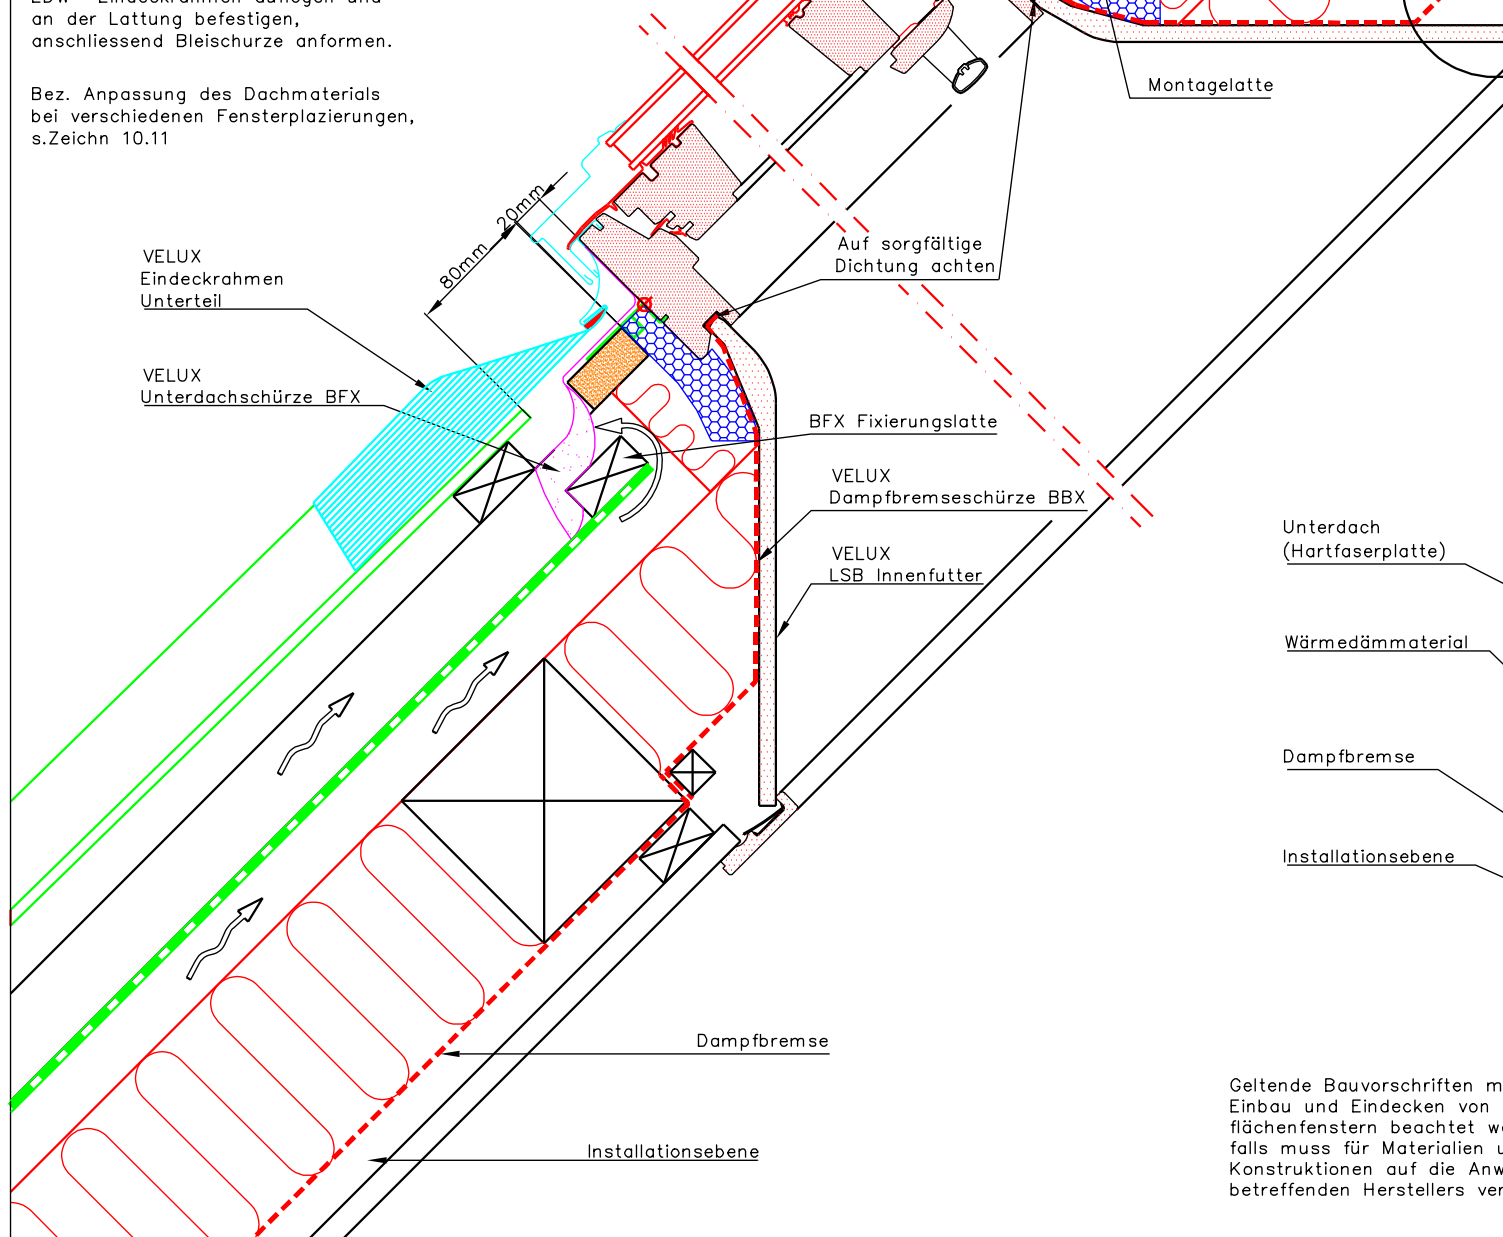 an der Lattung befestigen,
anschliessend Bleischurze anformen.
Bez. Anpassung des Dachmaterials
bei verschiedenen Fensterplazierungen,
s.Zeichn 10.11
Montagelatte
20mm
80mm
VELUX
Eindeckrahmen
Unterteil
Auf sorgfältige
Dichtung achten
VELUX
Unterdachschürze BFX
BFX Fixierungslatte
VELUX
Dampfbremseschürze BBX
VELUX
LSB Innenfutter
Unterdach
(Hartfaserplatte)
Wärmedämmaterial
Dampfbremse
Installationsebene
Dampfbremse
Installationsebene
Geltende Bauvorschriften
Einbau und Eindecken von
flächenfenstern beachtet
falls muss für Materialien
Konstruktionen auf die
betreffenden Herstellers